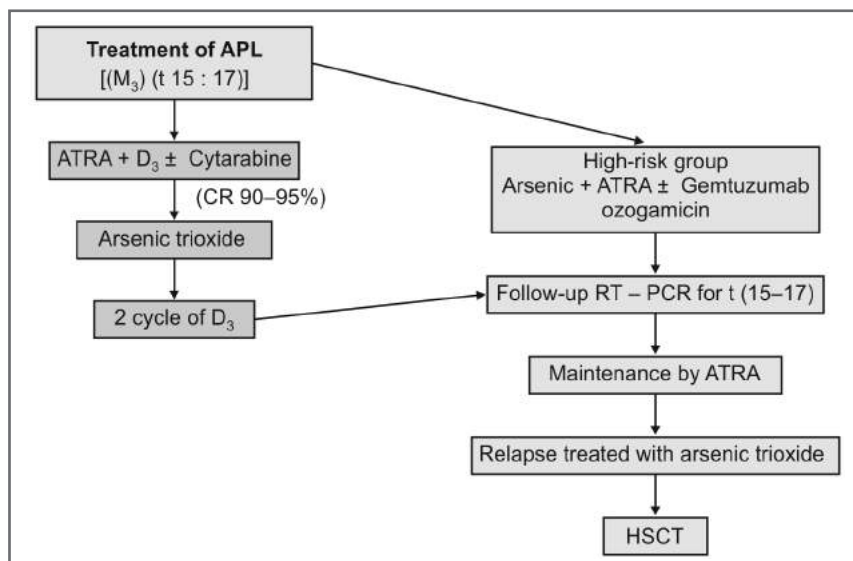 Treatment of APL
[(M₃) (t 15 : 17)]
ATRA + D₃ ± Cytarabine
(CR 90–95%)
Arsenic trioxide
2 cycle of D₃
High-risk group
Arsenic + ATRA ± Gemtuzumab
ozogamicin
Follow-up RT – PCR for t (15–17)
Maintenance by ATRA
Relapse treated with arsenic trioxide
HSCT